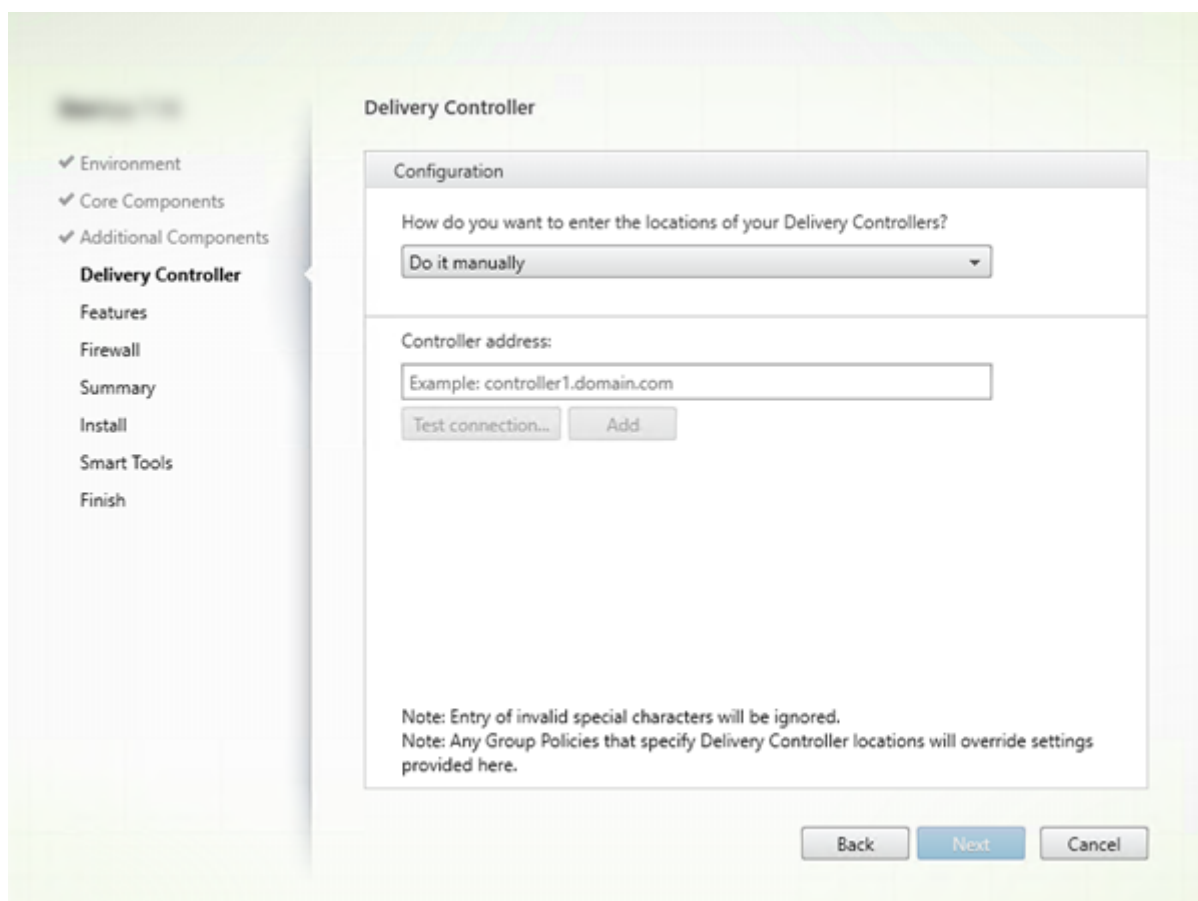 Delivery Controller
Environment
Core Components
Additional Components
Delivery Controller
Features
Firewall
Summary
Install
Smart Tools
Finish
Configuration
How do you want to enter the locations of your Delivery Controllers?
Do it manually
Controller address:
Example: controller1.domain.com
Test connection...
Add
Note: Entry of invalid special characters will be ignored.
Note: Any Group Policies that specify Delivery Controller locations will override settings
provided here.
Back
Next
Cancel